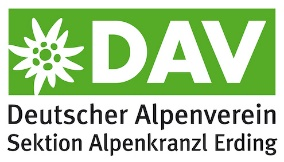 DAV
Deutscher Alpenverein
Sektion Alpenkranzl Erding